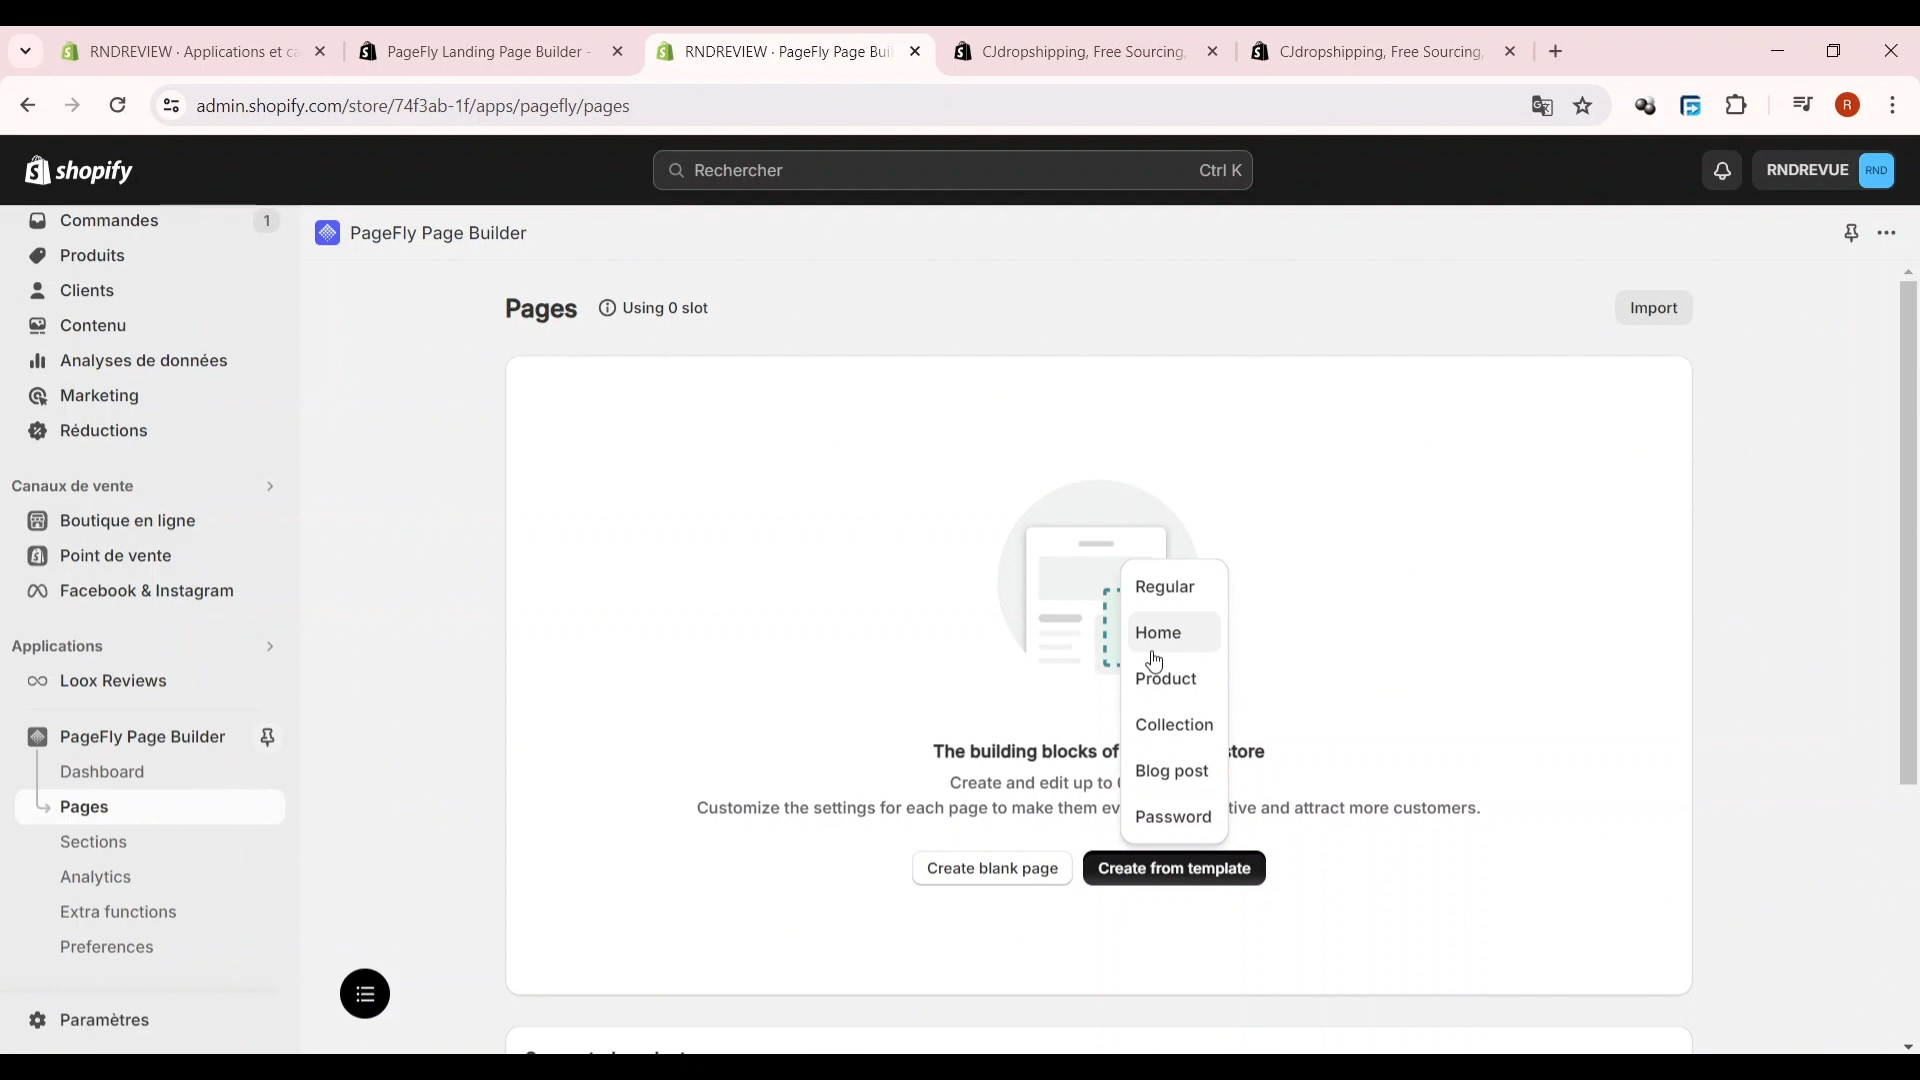 RNDREVIEW · Applications et ca
PageFly Landing Page Builder -
RNDREVIEW · PageFly Page Buil
CJdropshipping, Free Sourcing,
CJdropshipping, Free Sourcing,
admin.shopify.com/store/74f3ab-1f/apps/pagefly/pages
R
shopify
Rechercher
Ctrl K
RNDREVUE
RND
Commandes
1
Produits
Clients
Contenu
Analyses de données
Marketing
Réductions
Canaux de vente
Boutique en ligne
Point de vente
Facebook & Instagram
Applications
Loox Reviews
PageFly Page Builder
Dashboard
Pages
Sections
Analytics
Extra functions
Preferences
Paramètres
PageFly Page Builder
Pages
Using 0 slot
Import
Regular
Home
Product
Collection
Blog post
Password
The building blocks of store
Create and edit up to
Customize the settings for each page to make them and attract more customers.
Create blank page
Create from template